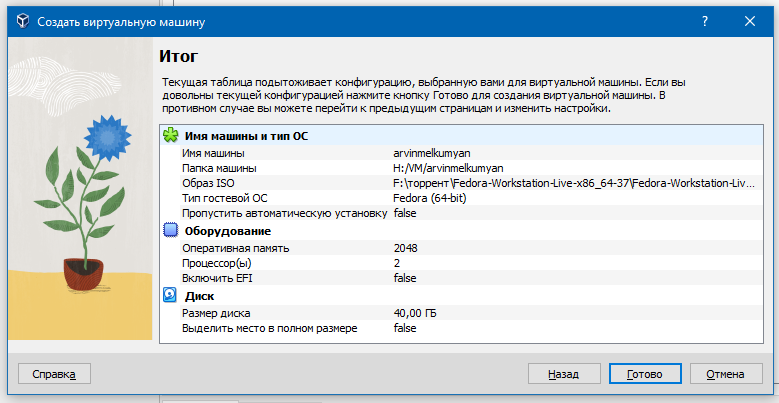 Создать виртуальную машину
Итог
Текущая таблица подытоживает конфигурацию, выбранную вами для виртуальной машины. Если вы
довольны текущей конфигурацией нажмите кнопку Готово для создания виртуальной машины. В
противном случае вы можете перейти к предыдущим страницам и изменить настройки.
Имя машины и тип ОС
Имя машины arvinmelkumyan
Папка машины H:/VM/arvinmelkumyan
Образ ISO F:\торрент\Fedora-Workstation-Live-x86_64-37\Fedora-Workstation-Liv...
Тип гостевой ОС Fedora (64-bit)
Пропустить автоматическую установку false
Оборудование
Оперативная память 2048
Процессор(ы) 2
Включить EFI false
Диск
Размер диска 40,00 ГБ
Выделить место в полном размере false
Справка Назад Готово Отмена